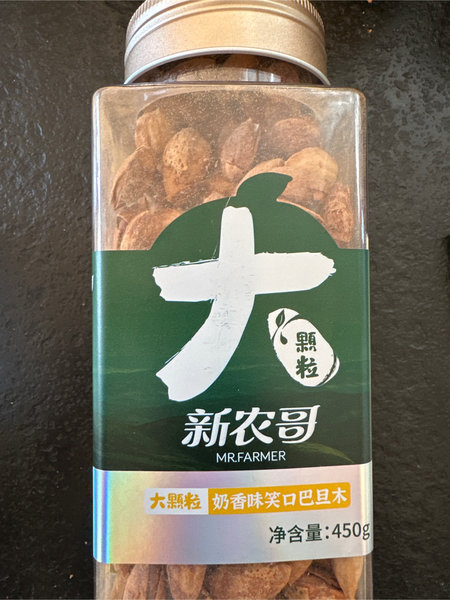 大
顆粒
新农哥
MR.FARMER
大颗粒 奶香味笑口巴旦木
净含量:450g